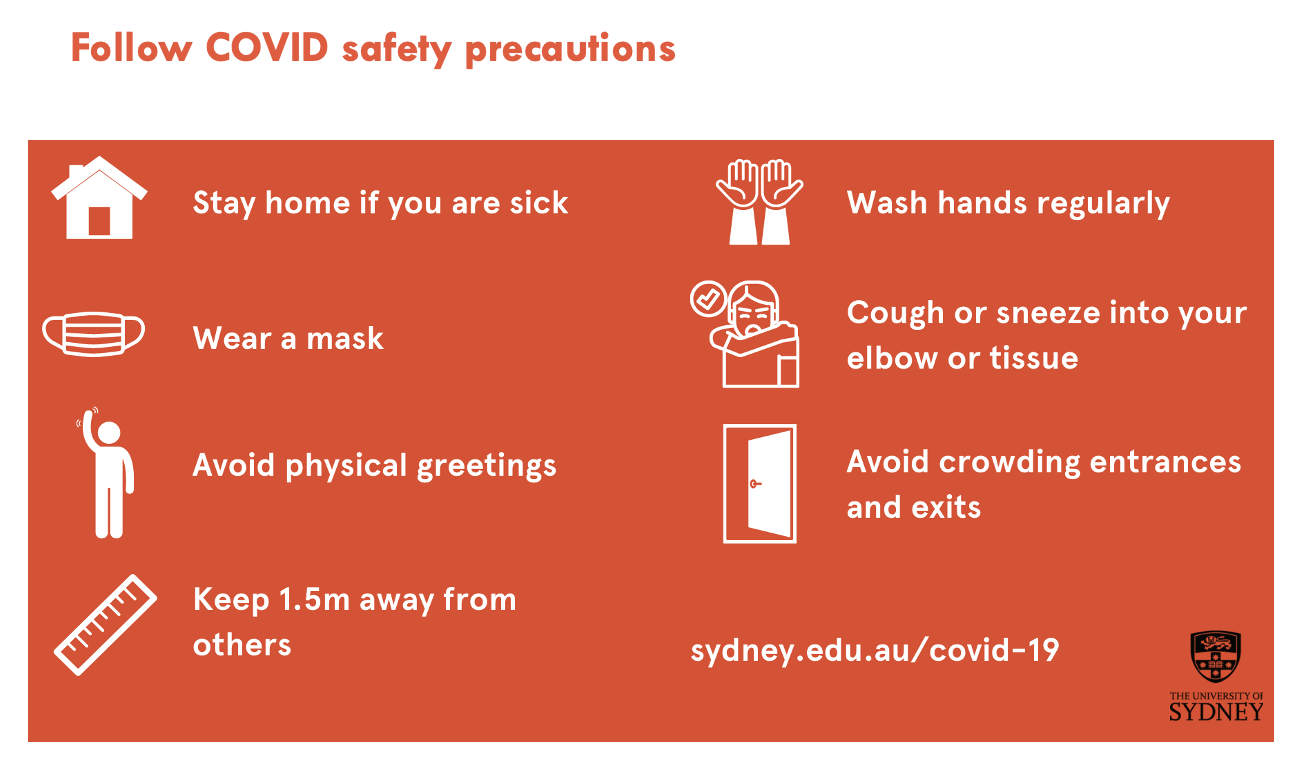 Follow COVID safety precautions
Stay home if you are sick
Wear a mask
Avoid physical greetings
Keep 1.5m away from
others
Wash hands regularly
Cough or sneeze into your
elbow or tissue
Avoid crowding entrances
and exits
sydney.edu.au/covid-19
THE UNIVERSITY OF
SYDNEY